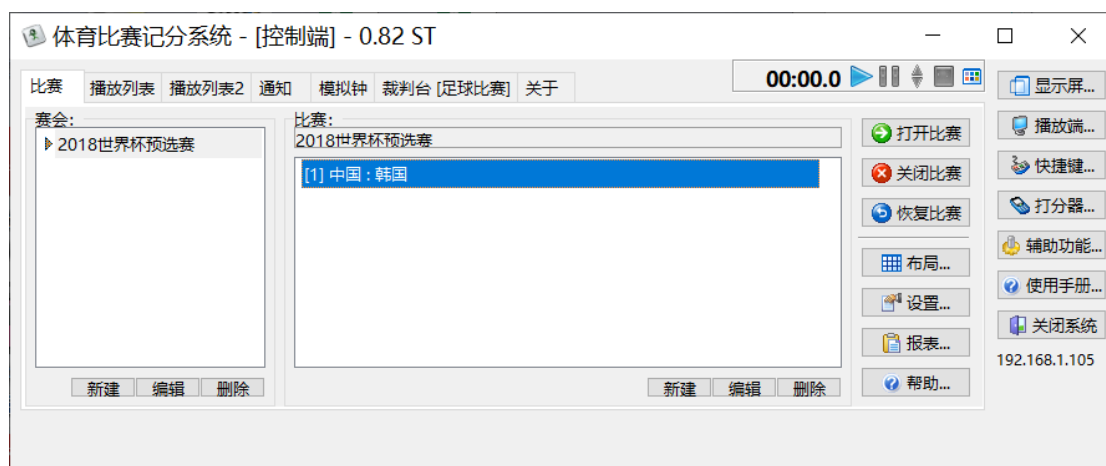 体育比赛记分系统 - [控制端] - 0.82 ST
比赛 播放列表 播放列表2 通知 模拟钟 裁判台 [足球比赛] 关于
00:00.0
显示屏...
播放端...
快捷键...
打分器...
辅助功能...
使用手册...
关闭系统
192.168.1.105
赛会:
2018世界杯预选赛
新建 编辑 删除
比赛:
2018世界杯预选赛
[1] 中国 : 韩国
新建 编辑 删除
打开比赛
关闭比赛
恢复比赛
布局...
设置...
报表...
帮助...